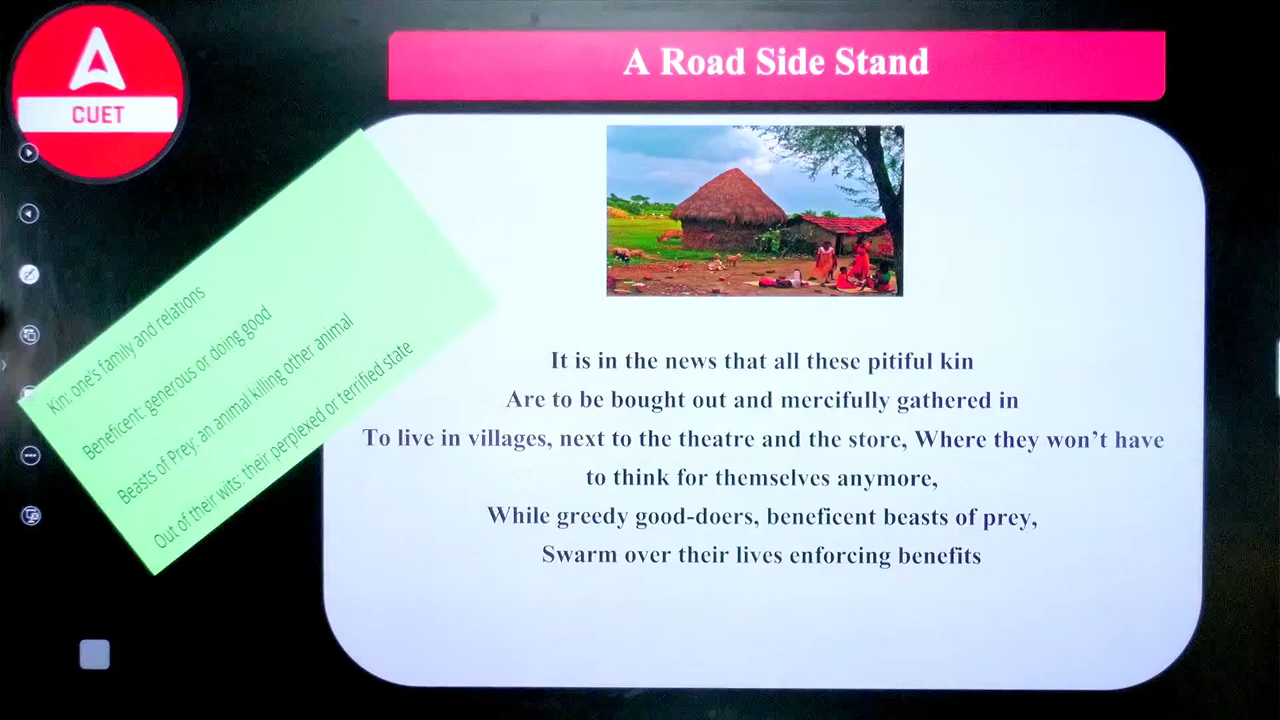 CUET
A Road Side Stand
Kin: one's family and relations
Beneficent: generous or doing good
Beasts of Prey: an animal killing other animal
Out of their wits: their perplexed or terrified state
It is in the news that all these pitiful kin
Are to be bought out and mercifully gathered in
To live in villages, next to the theatre and the store, Where they won't have
to think for themselves anymore,
While greedy good-doers, beneficent beasts of prey,
Swarm over their lives enforcing benefits